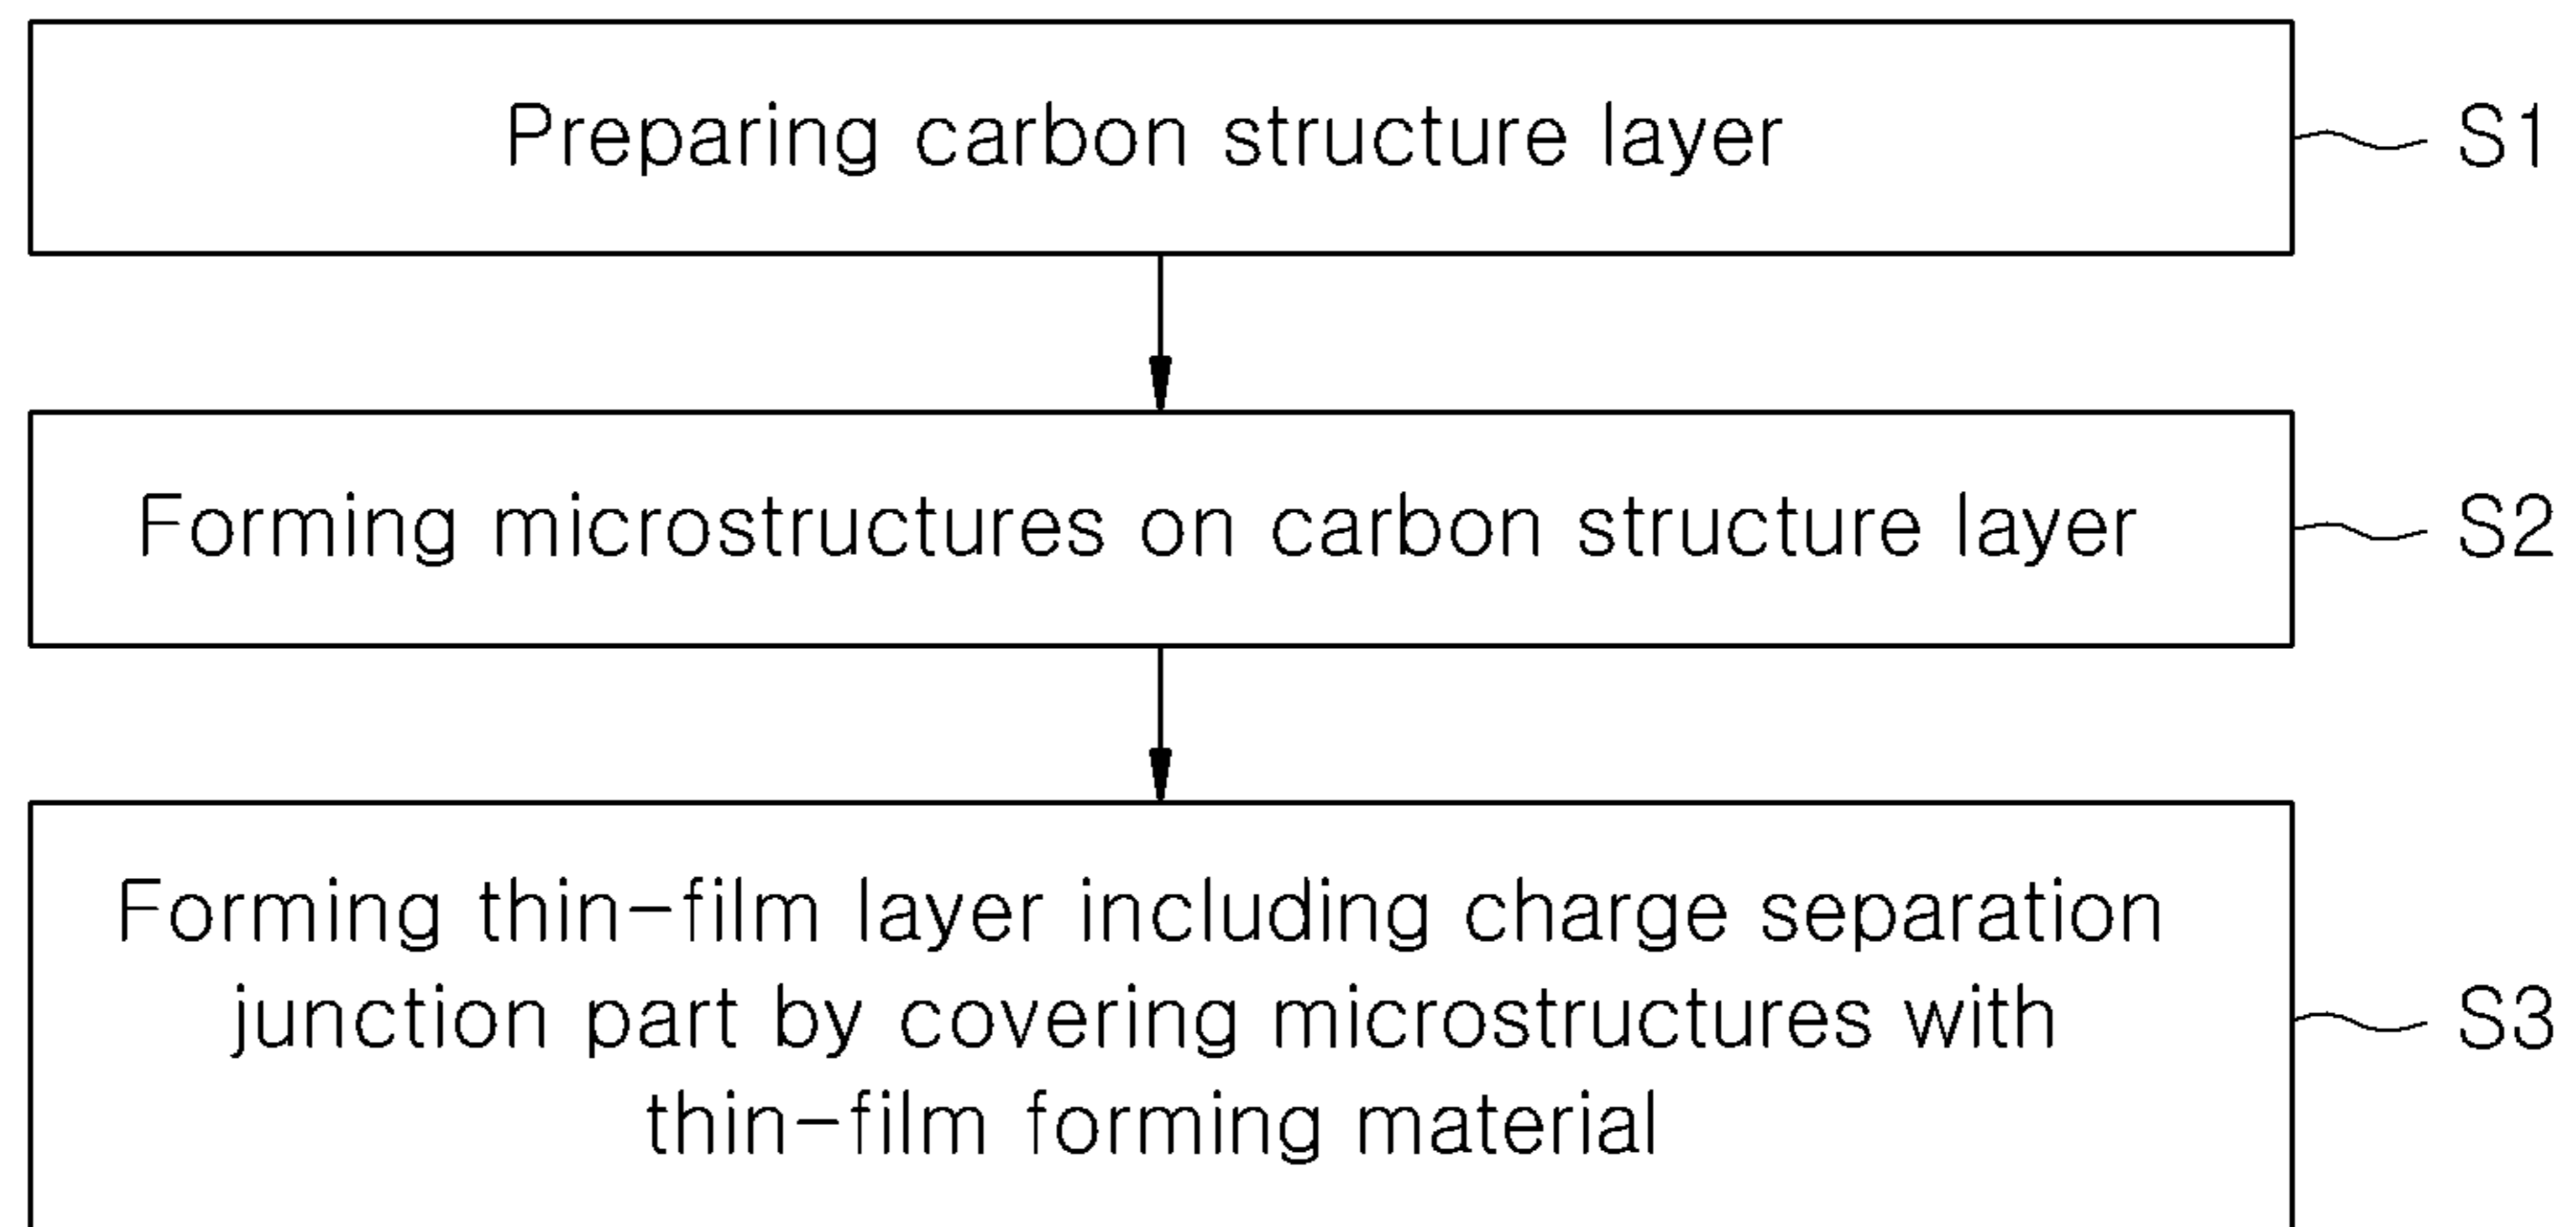 Preparing carbon structure layer
S1
Forming microstructures on carbon structure layer
S2
Forming thin-film layer including charge separation
junction part by covering microstructures with
S3
thin-film forming material